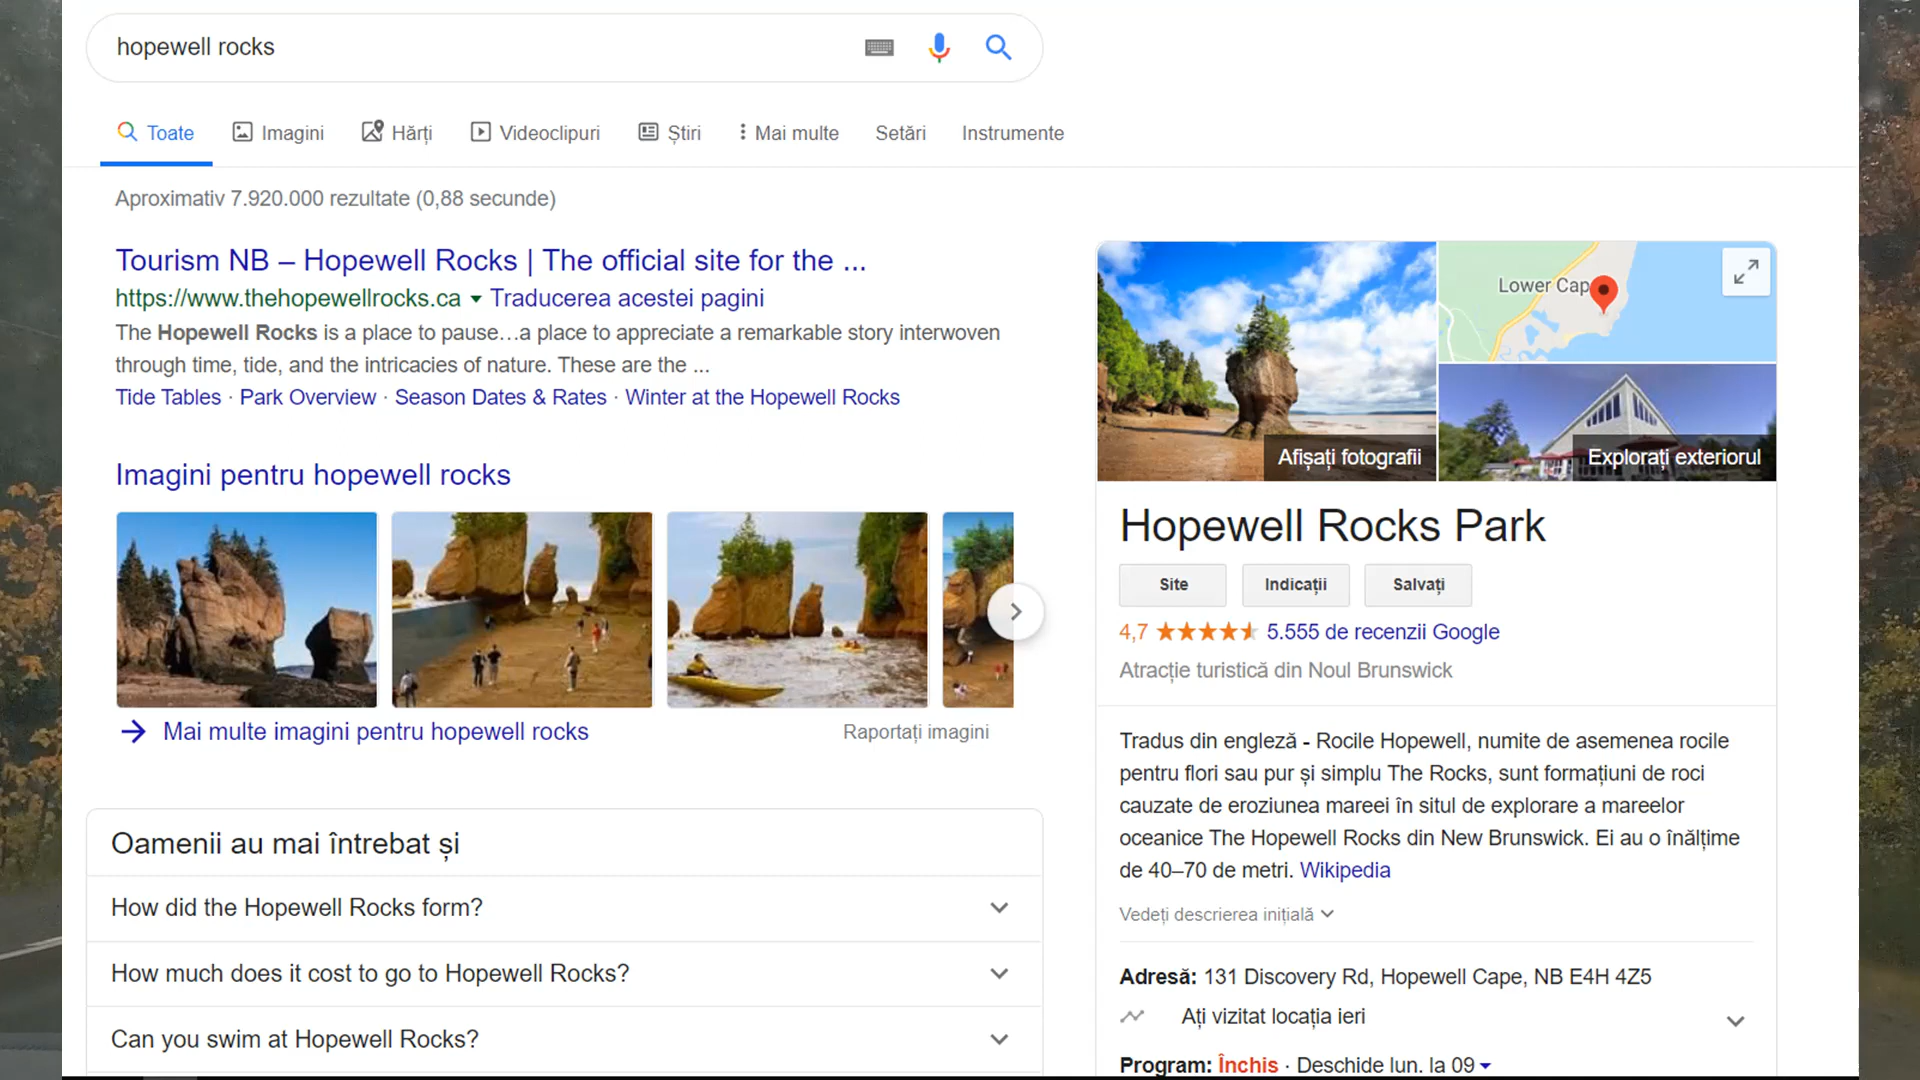 hopewell rocks
Toate
Imagini
Hărți
Videoclipuri
Știri
Mai multe
Setări
Instrumente
Aproximativ 7.920.000 rezultate (0,88 secunde)
Tourism NB – Hopewell Rocks | The official site for the ...
https://www.thehopewellrocks.ca ▾ Traducerea acestei pagini
The Hopewell Rocks is a place to pause…a place to appreciate a remarkable story interwoven
through time, tide, and the intricacies of nature. These are the ...
Tide Tables · Park Overview · Season Dates & Rates · Winter at the Hopewell Rocks
Imagini pentru hopewell rocks
Mai multe imagini pentru hopewell rocks
Raportați imagini
Oamenii au mai întrebat și
How did the Hopewell Rocks form?
How much does it cost to go to Hopewell Rocks?
Can you swim at Hopewell Rocks?
Lower Cap
Afișați fotografii
Explorați exteriorul
Hopewell Rocks Park
Site
Indicații
Salvați
4,7 5.555 de recenzii Google
Atracție turistică din Noul Brunswick
Tradus din engleză - Rocile Hopewell, numite de asemenea rocile
pentru flori sau pur și simplu The Rocks, sunt formațiuni de roci
cauzate de eroziunea mareei în situl de explorare a mareelor
oceanice The Hopewell Rocks din New Brunswick. Ei au o înălțime
de 40–70 de metri. Wikipedia
Vedeți descrierea inițială
Adresă: 131 Discovery Rd, Hopewell Cape, NB E4H 4Z5
Ați vizitat locația ieri
Program: Închis · Deschide lun. la 09